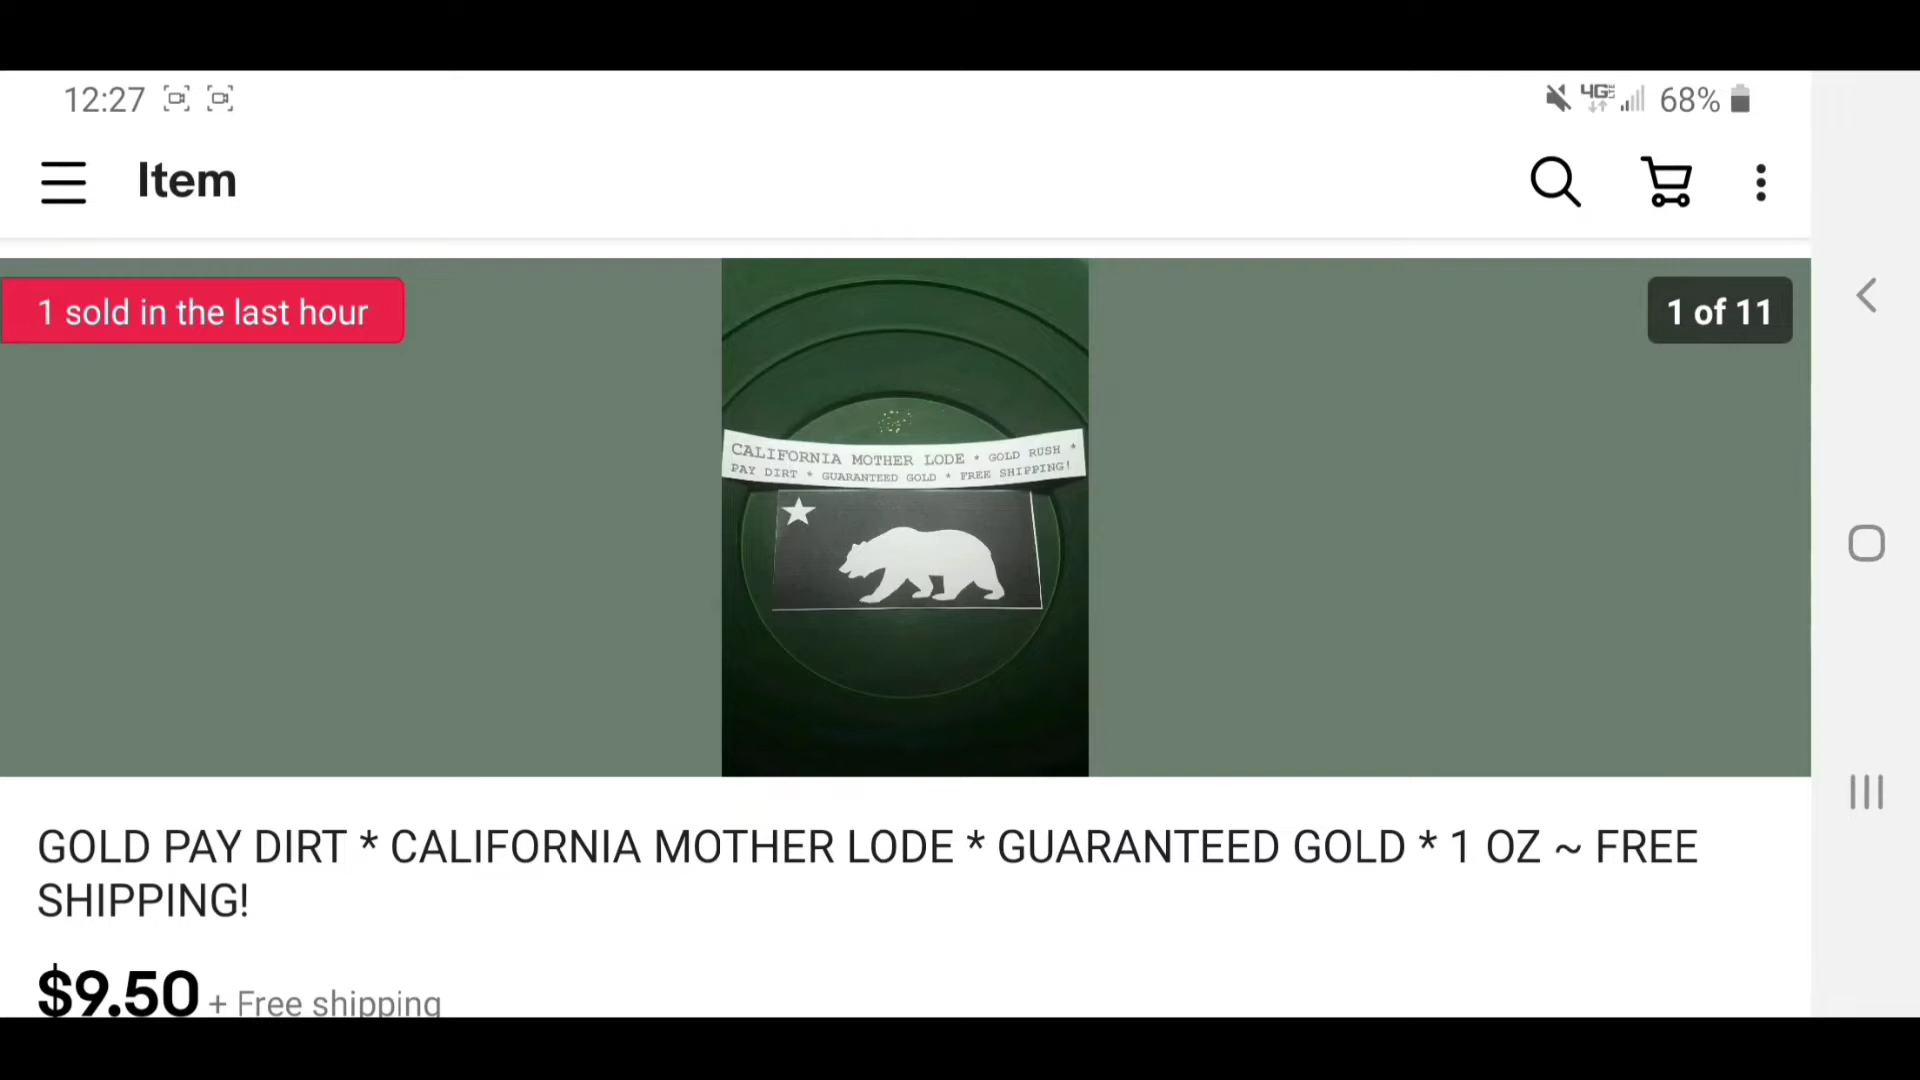 12:27
4G LTE
68%
Item
1 sold in the last hour
1 of 11
CALIFORNIA MOTHER LODE * GOLD RUSH *
PAY DIRT * GUARANTEED GOLD * FREE SHIPPING!
GOLD PAY DIRT * CALIFORNIA MOTHER LODE * GUARANTEED GOLD * 1 OZ ~ FREE
SHIPPING!
$9.50 + Free shipping